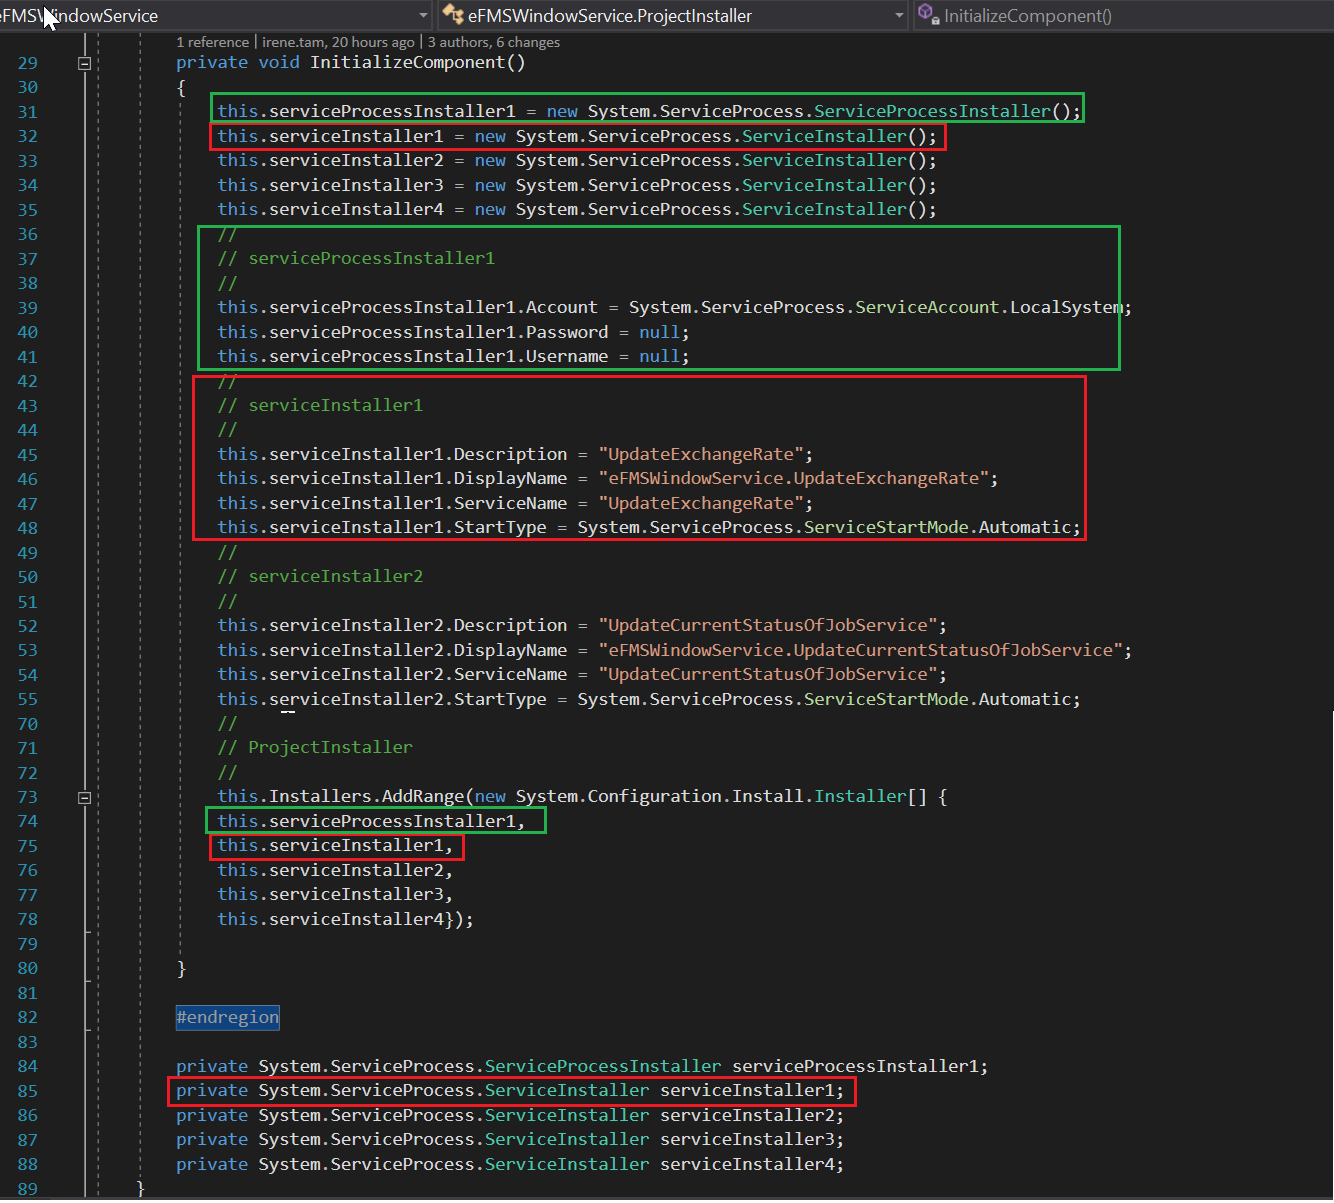 eFMSWindowService eFMSWindowService.ProjectInstaller InitializeComponent()
1 reference | irene.tam, 20 hours ago | 3 authors, 6 changes
29 private void InitializeComponent()
30 {
31 this.serviceProcessInstaller1 = new System.ServiceProcess.ServiceProcessInstaller();
32 this.serviceInstaller1 = new System.ServiceProcess.ServiceInstaller();
33 this.serviceInstaller2 = new System.ServiceProcess.ServiceInstaller();
34 this.serviceInstaller3 = new System.ServiceProcess.ServiceInstaller();
35 this.serviceInstaller4 = new System.ServiceProcess.ServiceInstaller();
36 //
37 // serviceProcessInstaller1
38 //
39 this.serviceProcessInstaller1.Account = System.ServiceProcess.ServiceAccount.LocalSystem;
40 this.serviceProcessInstaller1.Password = null;
41 this.serviceProcessInstaller1.Username = null;
42 //
43 // serviceInstaller1
44 //
45 this.serviceInstaller1.Description = "UpdateExchangeRate";
46 this.serviceInstaller1.DisplayName = "eFMSWindowService.UpdateExchangeRate";
47 this.serviceInstaller1.ServiceName = "UpdateExchangeRate";
48 this.serviceInstaller1.StartType = System.ServiceProcess.ServiceStartMode.Automatic;
49 //
50 // serviceInstaller2
51 //
52 this.serviceInstaller2.Description = "UpdateCurrentStatusOfJobService";
53 this.serviceInstaller2.DisplayName = "eFMSWindowService.UpdateCurrentStatusOfJobService";
54 this.serviceInstaller2.ServiceName = "UpdateCurrentStatusOfJobService";
55 this.serviceInstaller2.StartType = System.ServiceProcess.ServiceStartMode.Automatic;
70 //
71 // ProjectInstaller
72 //
73 this.Installers.AddRange(new System.Configuration.Install.Installer[] {
74 this.serviceProcessInstaller1,
75 this.serviceInstaller1,
76 this.serviceInstaller2,
77 this.serviceInstaller3,
78 this.serviceInstaller4});
79
80 }
81
82 #endregion
83
84 private System.ServiceProcess.ServiceProcessInstaller serviceProcessInstaller1;
85 private System.ServiceProcess.ServiceInstaller serviceInstaller1;
86 private System.ServiceProcess.ServiceInstaller serviceInstaller2;
87 private System.ServiceProcess.ServiceInstaller serviceInstaller3;
88 private System.ServiceProcess.ServiceInstaller serviceInstaller4;
89 }